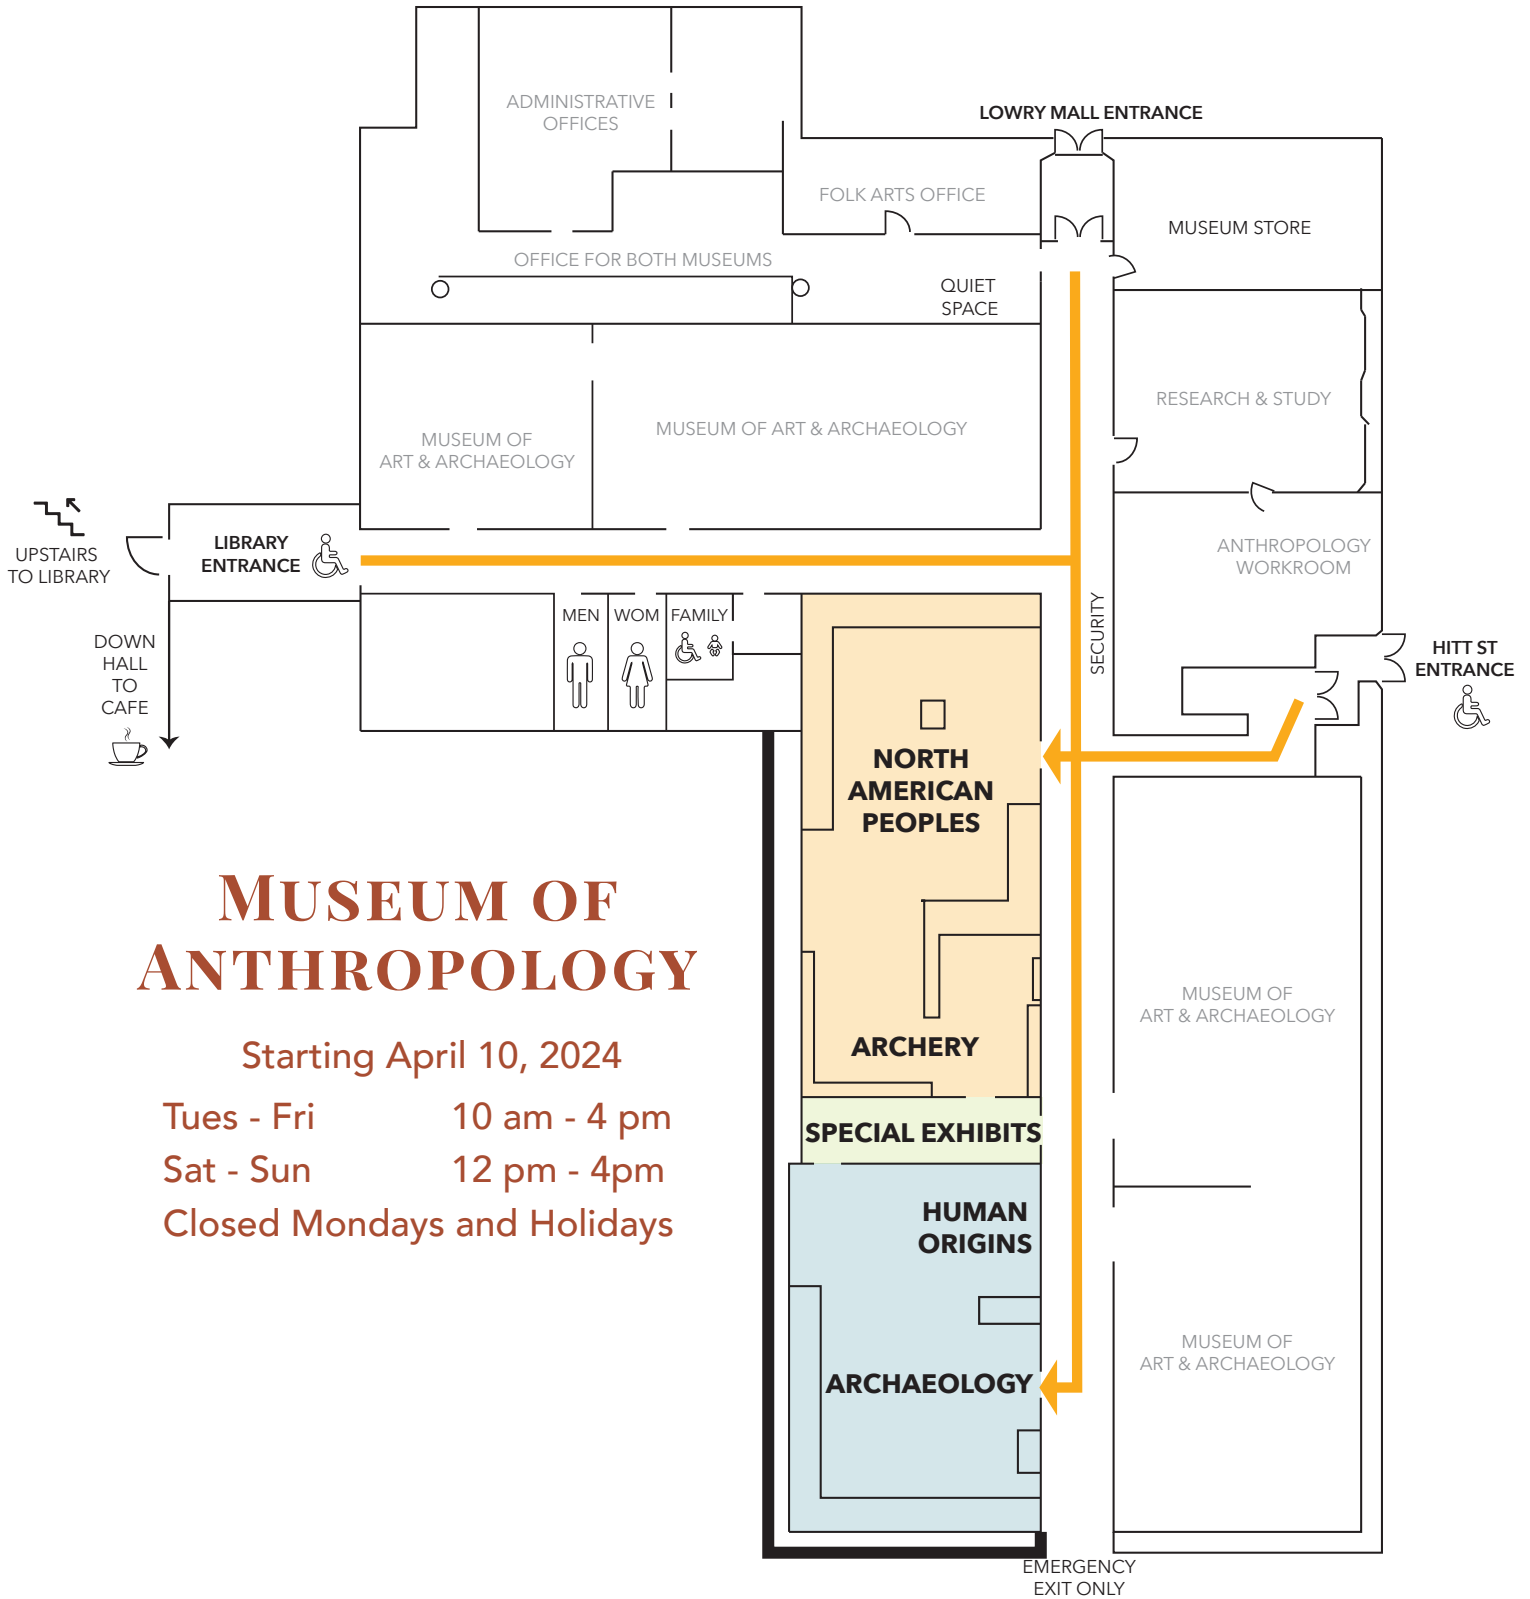 ADMINISTRATIVE
OFFICES
LOWRY MALL ENTRANCE
FOLK ARTS OFFICE
MUSEUM STORE
OFFICE FOR BOTH MUSEUMS
QUIET
SPACE
RESEARCH & STUDY
MUSEUM OF
ART & ARCHAEOLOGY
MUSEUM OF ART & ARCHAEOLOGY
UPSTAIRS
TO LIBRARY
LIBRARY
ENTRANCE
ANTHROPOLOGY
WORKROOM
MEN
WOM
FAMILY
SECURITY
DOWN
HALL
TO
CAFE
HITT ST
ENTRANCE
NORTH
AMERICAN
PEOPLES
MUSEUM OF
ANTHROPOLOGY
Starting April 10, 2024
Tues - Fri 10 am - 4 pm
Sat - Sun 12 pm - 4pm
Closed Mondays and Holidays
ARCHERY
SPECIAL EXHIBITS
HUMAN
ORIGINS
ARCHAEOLOGY
MUSEUM OF
ART & ARCHAEOLOGY
MUSEUM OF
ART & ARCHAEOLOGY
EMERGENCY
EXIT ONLY